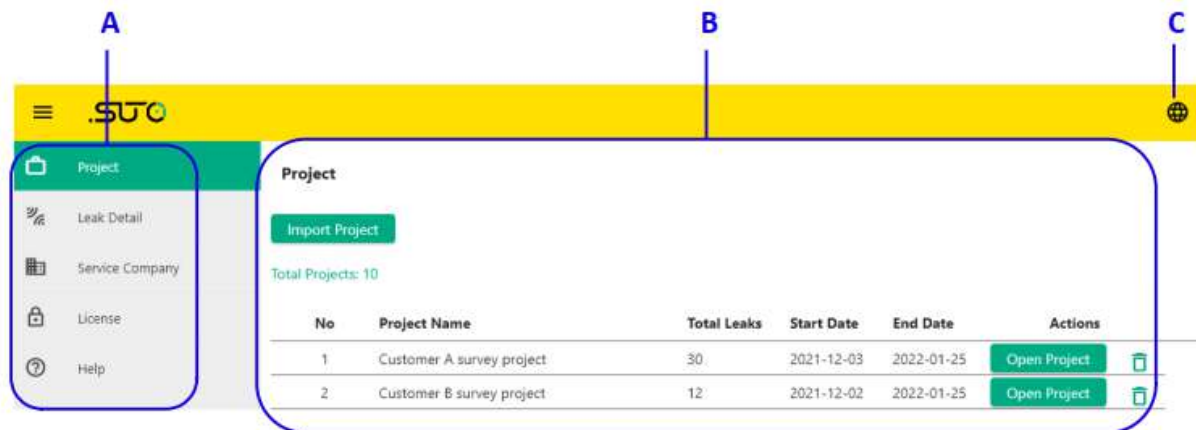 A B C
.SUTO
Project
Leak Detail
Service Company
License
Help
Project
Import Project
Total Projects: 10
No Project Name Total Leaks Start Date End Date Actions
1 Customer A survey project 30 2021-12-03 2022-01-25 Open Project
2 Customer B survey project 12 2021-12-02 2022-01-25 Open Project